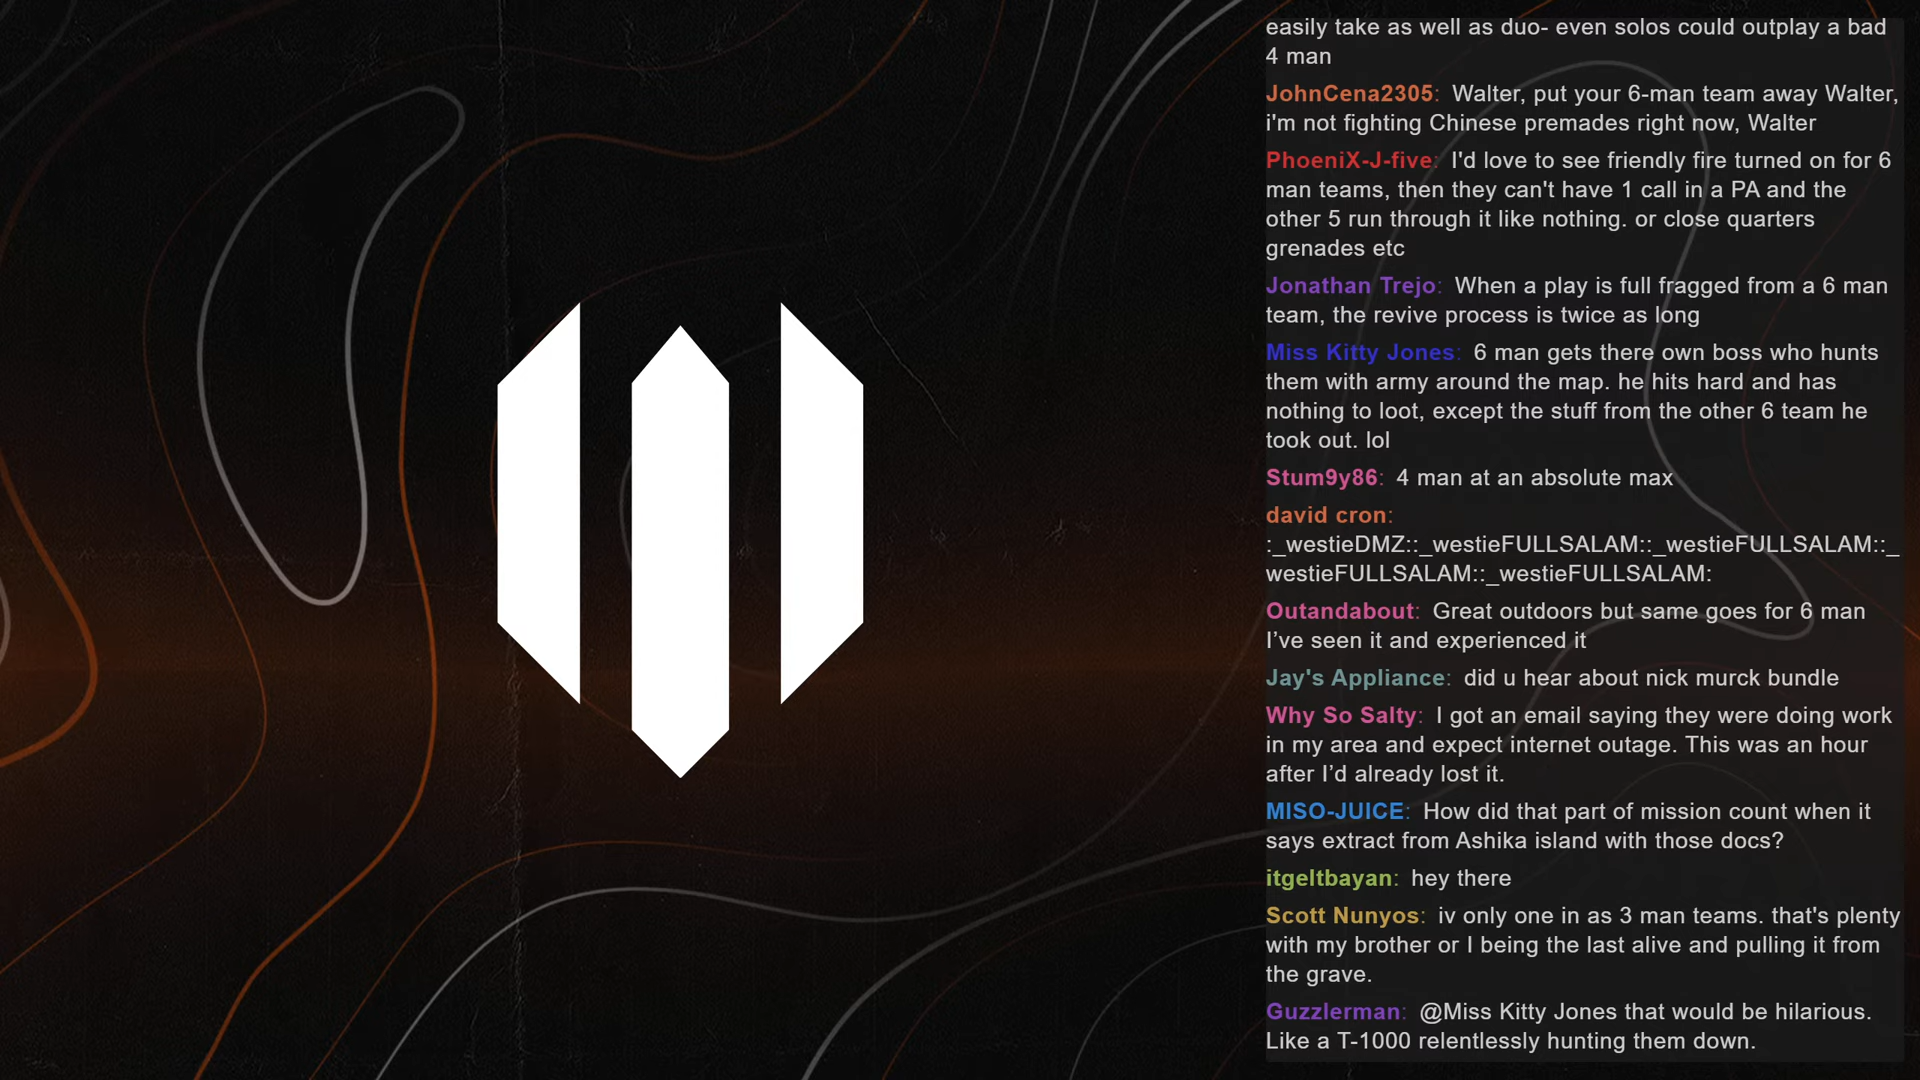 easily take as well as duo- even solos could outplay a bad
4 man
JohnCena2305: Walter, put your 6-man team away Walter,
i'm not fighting Chinese premades right now, Walter
PhoeniX-J-five: I'd love to see friendly fire turned on for 6
man teams, then they can't have 1 call in a PA and the
other 5 run through it like nothing. or close quarters
grenades etc
Jonathan Trejo: When a play is full fragged from a 6 man
team, the revive process is twice as long
Miss Kitty Jones: 6 man gets there own boss who hunts
them with army around the map. he hits hard and has
nothing to loot, except the stuff from the other 6 team he
took out. lol
Stum9y86: 4 man at an absolute max
david cron:
:_westieDMZ::_westieFULLSALAM::_westieFULLSALAM::_
westieFULLSALAM::_westieFULLSALAM:
Outandabout: Great outdoors but same goes for 6 man
I’ve seen it and experienced it
Jay's Appliance: did u hear about nick murck bundle
Why So Salty: I got an email saying they were doing work
in my area and expect internet outage. This was an hour
after I’d already lost it.
MISO-JUICE: How did that part of mission count when it
says extract from Ashika island with those docs?
itgeltbayan: hey there
Scott Nunyos: iv only one in as 3 man teams. that's plenty
with my brother or I being the last alive and pulling it from
the grave.
Guzzlerman: @Miss Kitty Jones that would be hilarious.
Like a T-1000 relentlessly hunting them down.